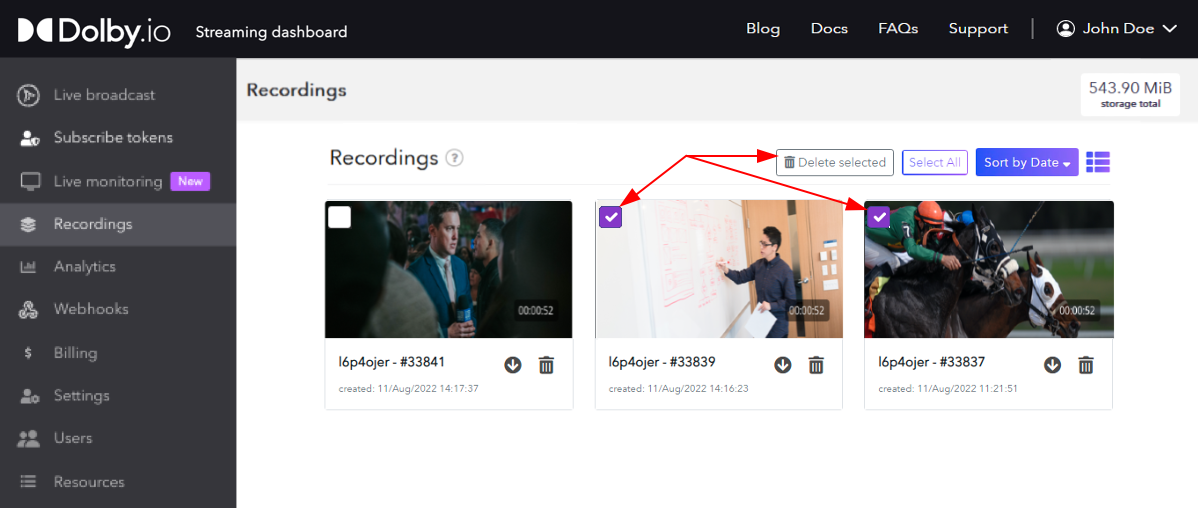 Dolby.io Streaming dashboard Blog Docs FAQs Support John Doe
Live broadcast
Subscribe tokens
Live monitoring New
Recordings
Analytics
Webhooks
$ Billing
Settings
Users
Resources
Recordings
543.90 MiB
storage total
Recordings ?
Delete selected
Select All
Sort by Date
00:00:52
l6p4ojer - #33841
created: 11/Aug/2022 14:17:37
00:00:52
l6p4ojer - #33839
created: 11/Aug/2022 14:16:23
00:00:52
l6p4ojer - #33837
created: 11/Aug/2022 11:21:51